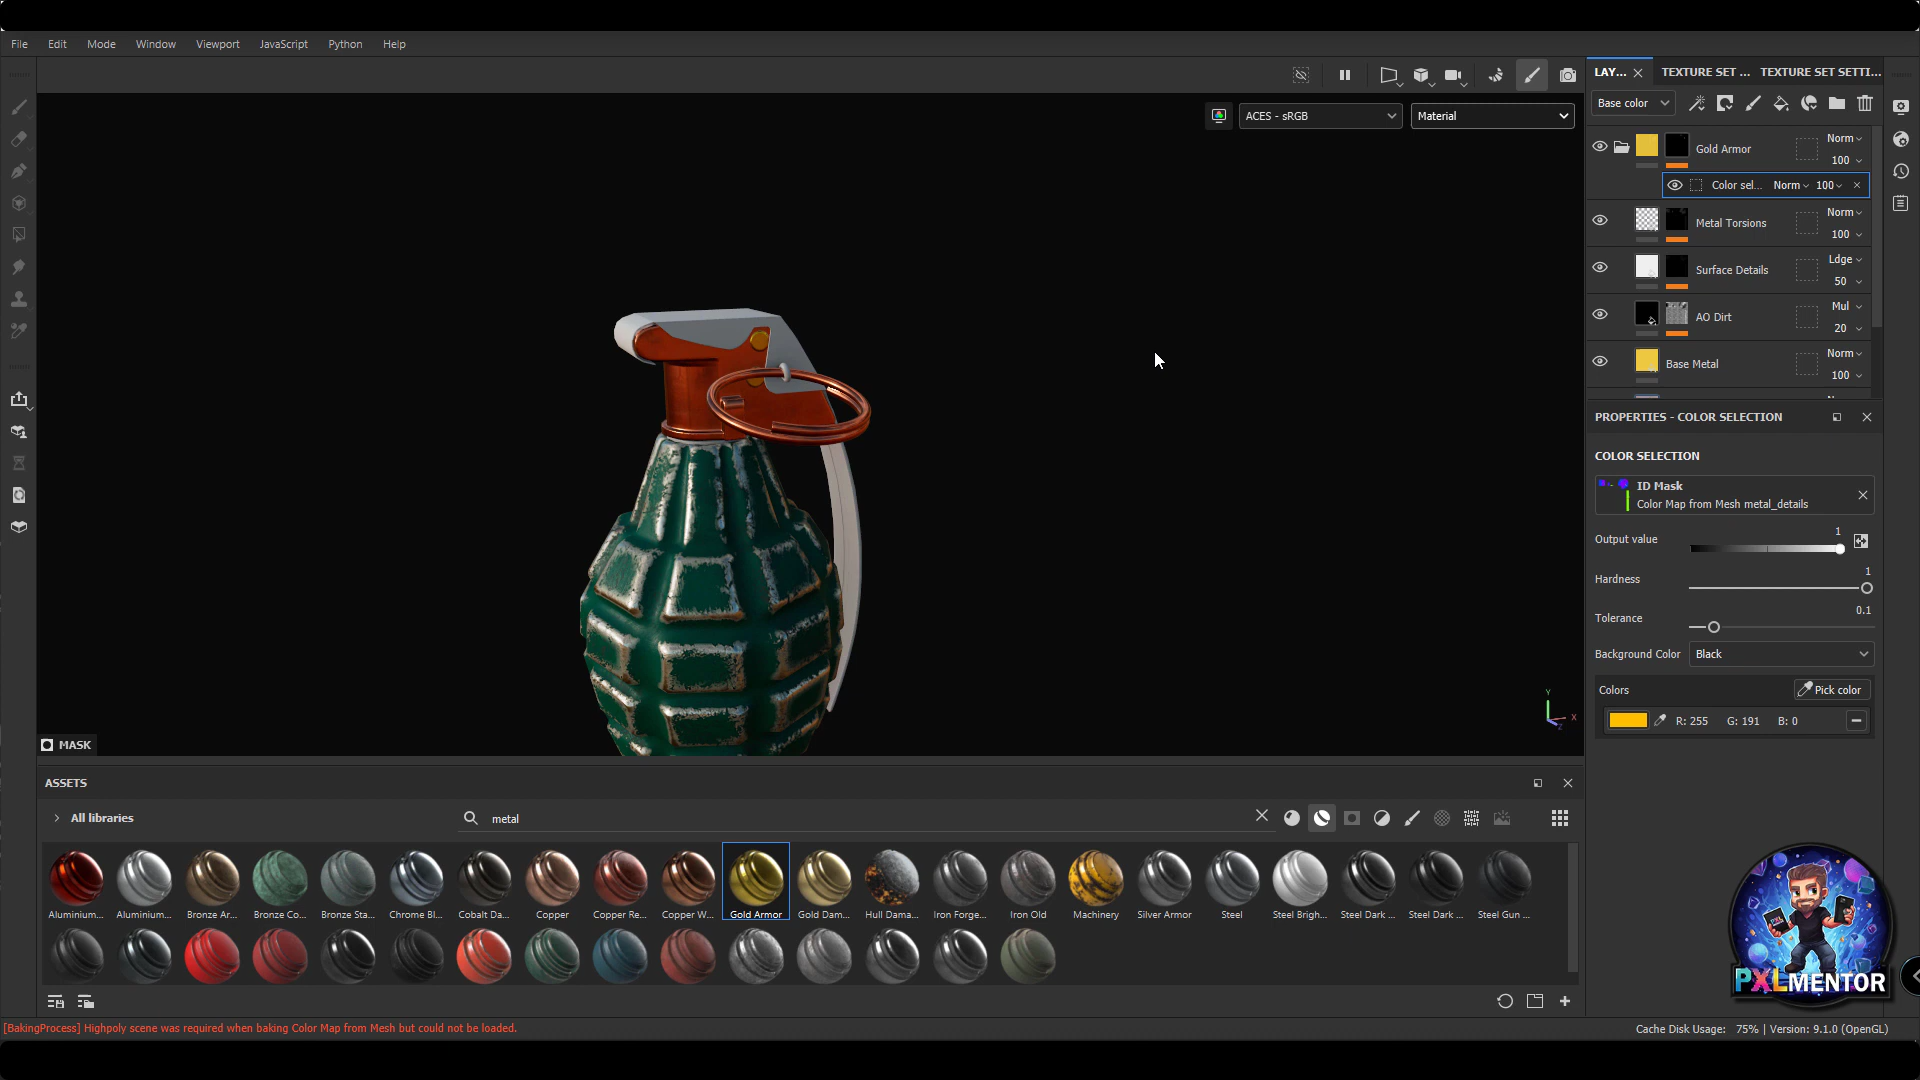 File Edit Mode Window Viewport JavaScript Python Help
LAY... TEXTURE SET ... TEXTURE SET SETTI...
Base color
ACES - sRGB
Material
Norm
Gold Armor
100
Color sel... Norm 100
Norm
Metal Torsions
100
Ldge
Surface Details
50
Mul
AO Dirt
20
Norm
Base Metal
100
PROPERTIES - COLOR SELECTION
COLOR SELECTION
ID Mask
Color Map from Mesh metal_details
1
Output value
1
Hardness
0.1
Tolerance
Background Color Black
Colors Pick color
R: 255 G: 191 B: 0
Y
X
Z
MASK
ASSETS
All libraries
metal
Aluminium... Aluminium... Bronze Ar... Bronze Co... Bronze Sta... Chrome Bl... Cobalt Da... Copper Copper Re... Copper W... Gold Armor Gold Dam... Hull Dama... Iron Forge... Iron Old Machinery Silver Armor Steel Steel Brigh... Steel Dark ... Steel Dark ... Steel Gun ...
PXL
PXLMENTOR
[BakingProcess] Highpoly scene was required when baking Color Map from Mesh but could not be loaded.
Cache Disk Usage: 75% | Version: 9.1.0 (OpenGL)